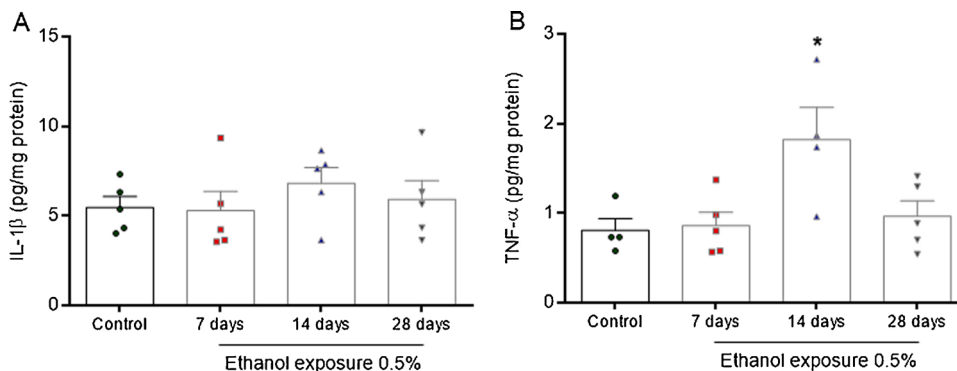 A
IL-1β (pg/mg protein)
15
10
5
0
Control 7 days 14 days 28 days
Ethanol exposure 0.5%
B
TNF-α (pg/mg protein)
3
2
1
0
*
Control 7 days 14 days 28 days
Ethanol exposure 0.5%